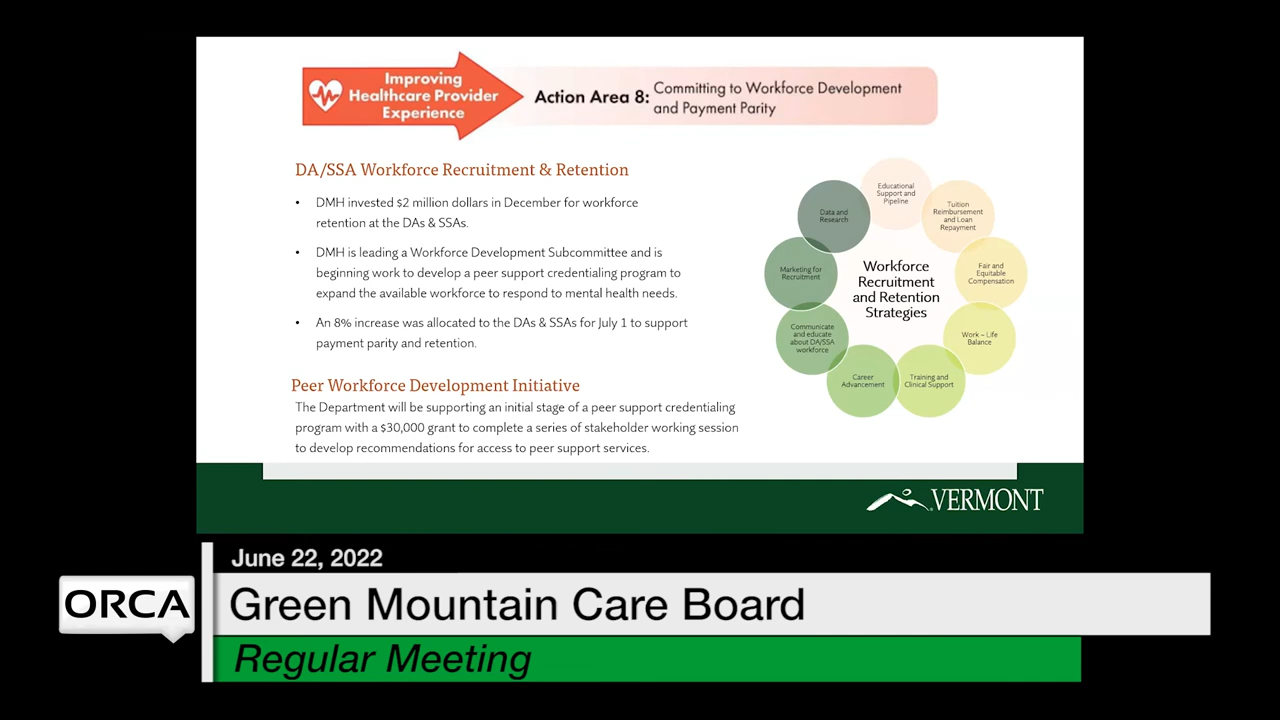 Improving
Healthcare Provider
Experience
Action Area 8: Committing to Workforce Development
and Payment Parity
DA/SSA Workforce Recruitment & Retention
• DMH invested $2 million dollars in December for workforce
retention at the DAs & SSAs.
• DMH is leading a Workforce Development Subcommittee and is
beginning work to develop a peer support credentialing program to
expand the available workforce to respond to mental health needs.
• An 8% increase was allocated to the DAs & SSAs for July 1 to support
payment parity and retention.
Peer Workforce Development Initiative
The Department will be supporting an initial stage of a peer support credentialing
program with a $30,000 grant to complete a series of stakeholder working session
to develop recommendations for access to peer support services.
Workforce
Recruitment
and Retention
Strategies
Educational
Support and
Pipeline
Tuition
Reimbursement
and Loan
Repayment
Fair and
Equitable
Compensation
Work – Life
Balance
Training and
Clinical Support
Career
Advancement
Communicate
and educate
about DA/SSA
workforce
Marketing for
Recruitment
Data and
Research
VERMONT
June 22, 2022
ORCA
Green Mountain Care Board
Regular Meeting